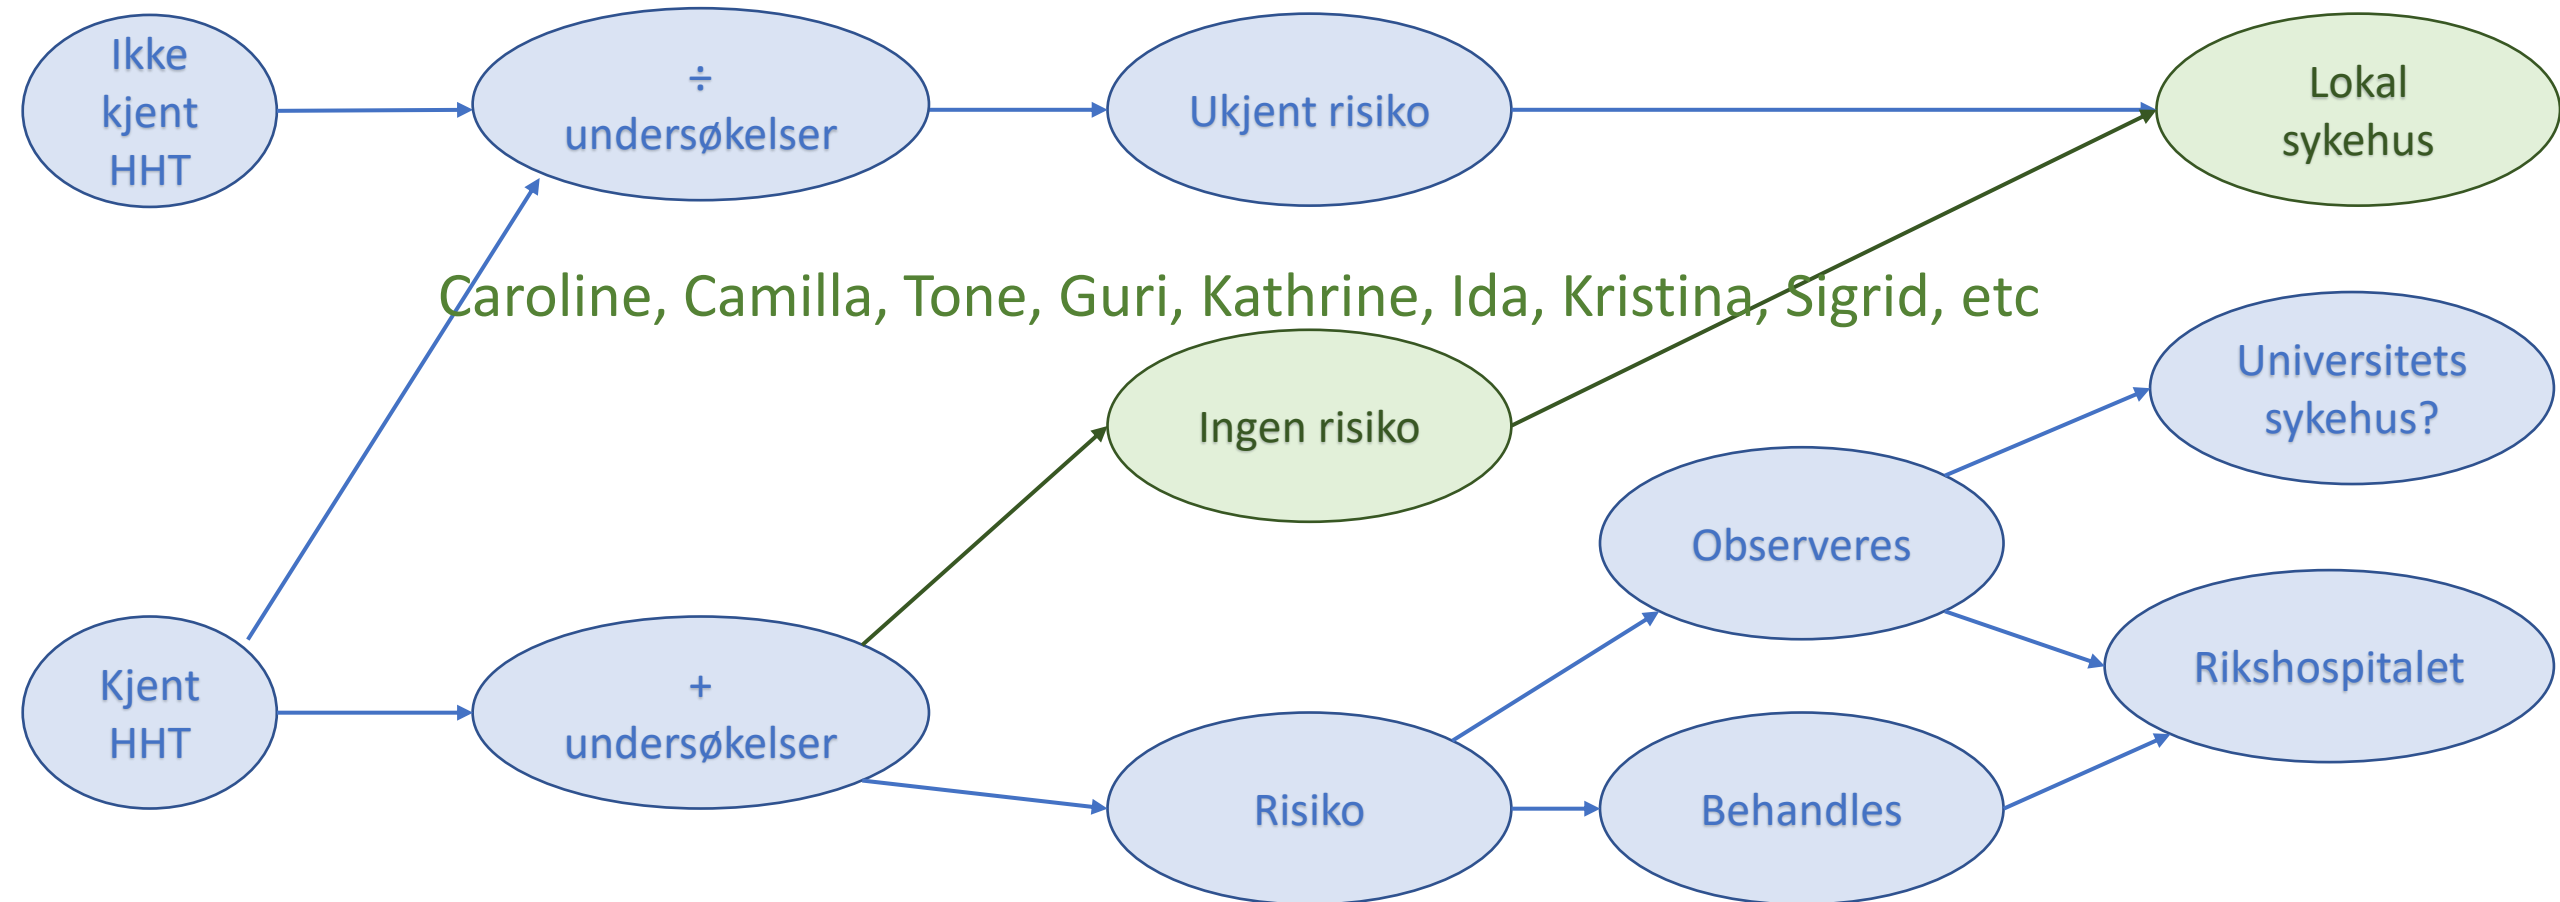 Ikke
kjent
HHT
÷
undersøkelser
Ukjent risiko
Lokal
sykehus
Caroline, Camilla, Tone, Guri, Kathrine, Ida, Kristina, Sigrid, etc
Ingen risiko
Universitets
sykehus?
Observeres
Rikshospitalet
Kjent
HHT
+
undersøkelser
Risiko
Behandles